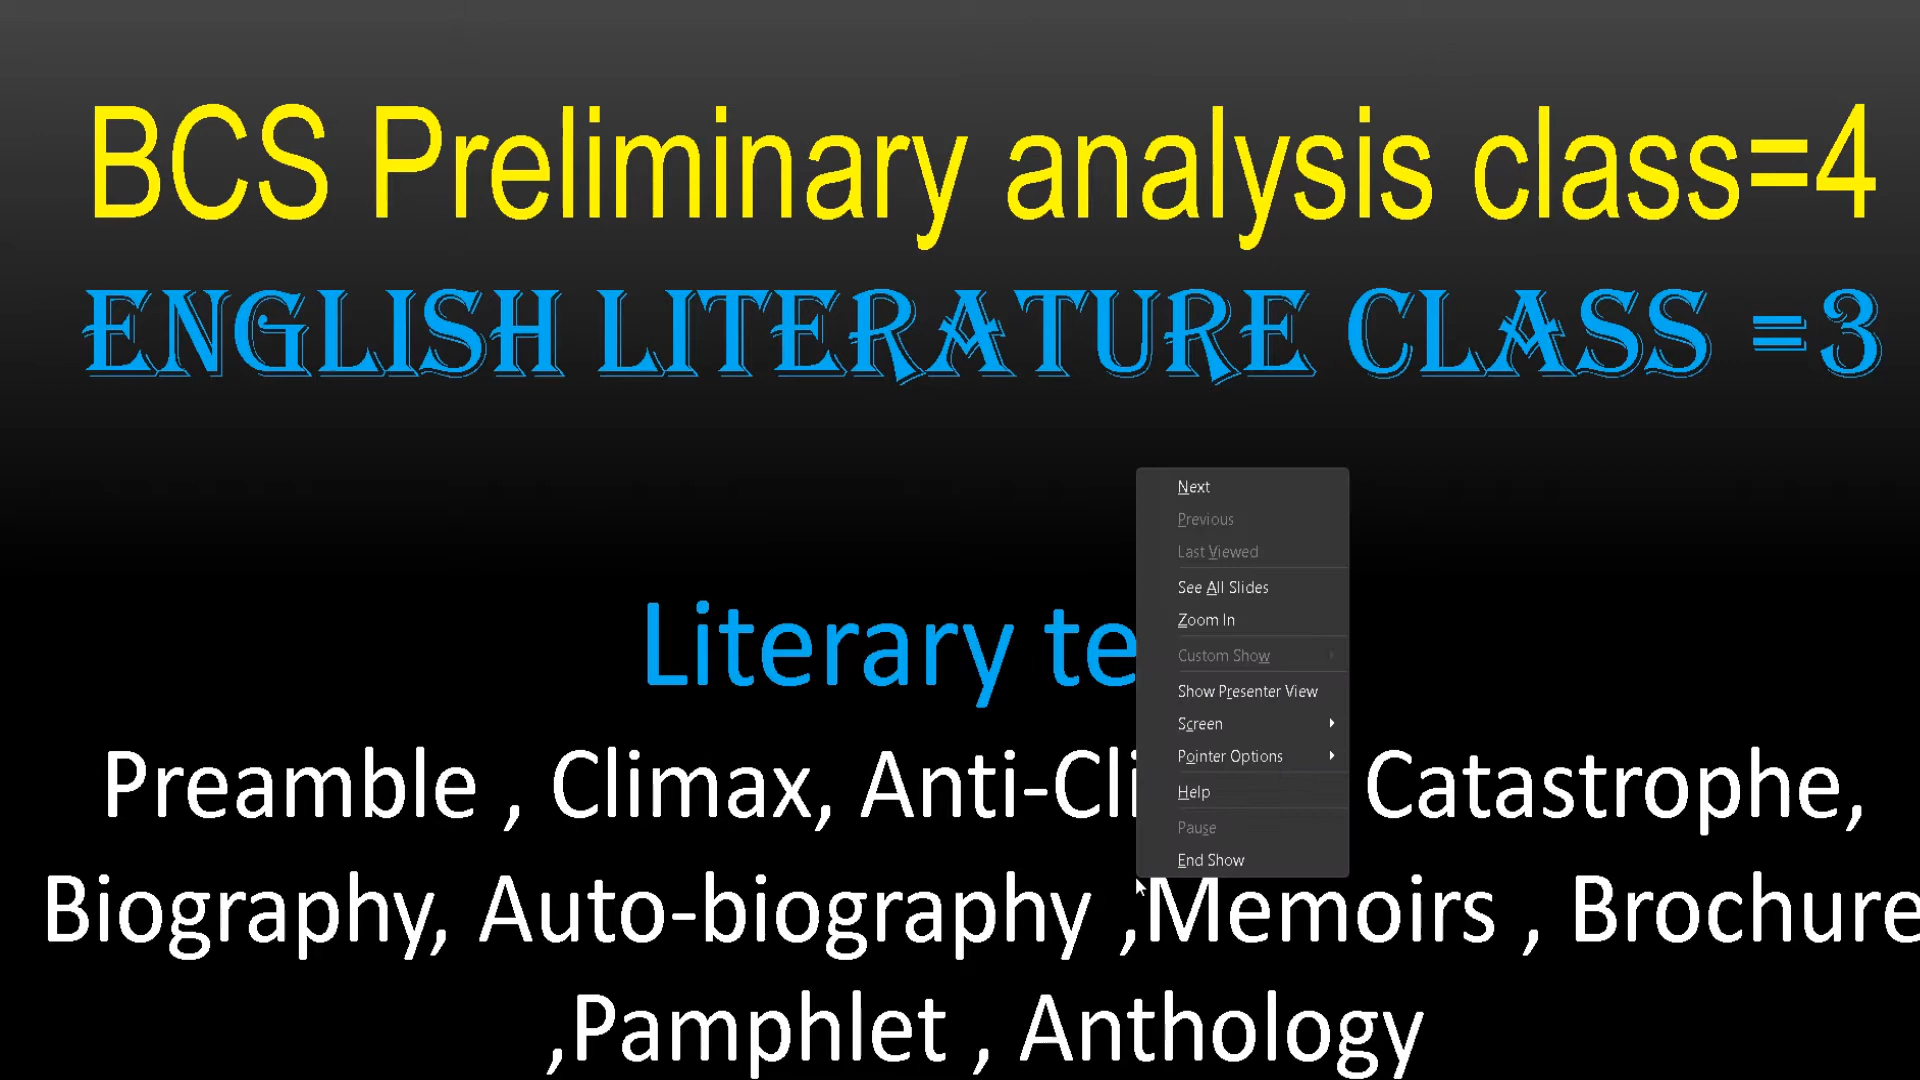 BCS Preliminary analysis class=4
ENGLISH LITERATURE CLASS =3
Literary te
Preamble , Climax, Anti-Cli Catastrophe,
Biography, Auto-biography ,Memoirs , Brochure
,Pamphlet , Anthology
Next
Previous
Last Viewed
See All Slides
Zoom In
Custom Show
Show Presenter View
Screen
Pointer Options
Help
Pause
End Show